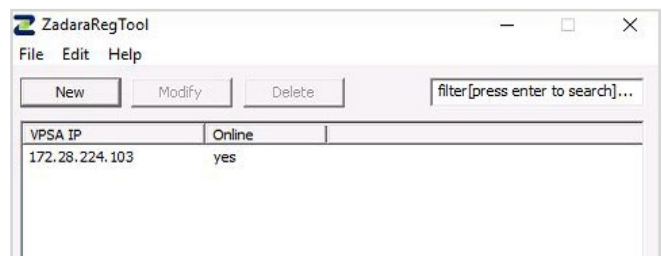 ZadaraRegTool
File Edit Help
New Modify Delete filter[press enter to search]...
VPSA IP Online
172.28.224.103 yes